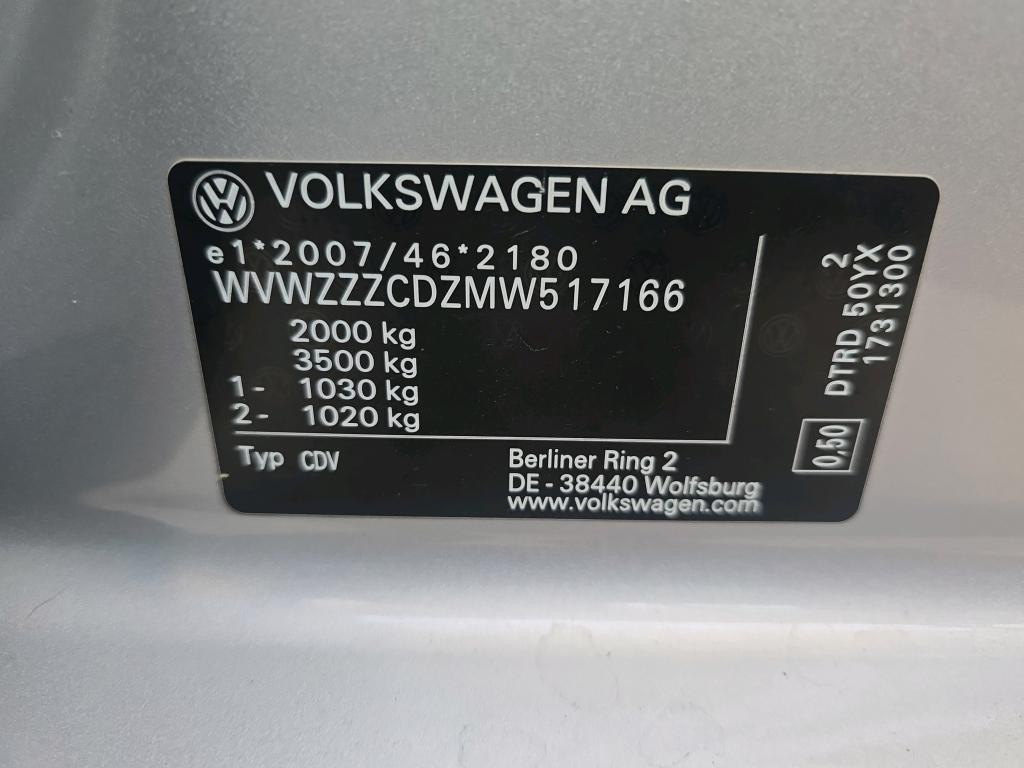 VOLKSWAGEN AG
e1*2007/46*2180
WVWZZZCDZMW517166
2000 kg
3500 kg
1- 1030 kg
2- 1020 kg
Typ CDV
Berliner Ring 2
DE - 38440 Wolfsburg
www.volkswagen.com
0,50
DTRD 50YX 2
1731300